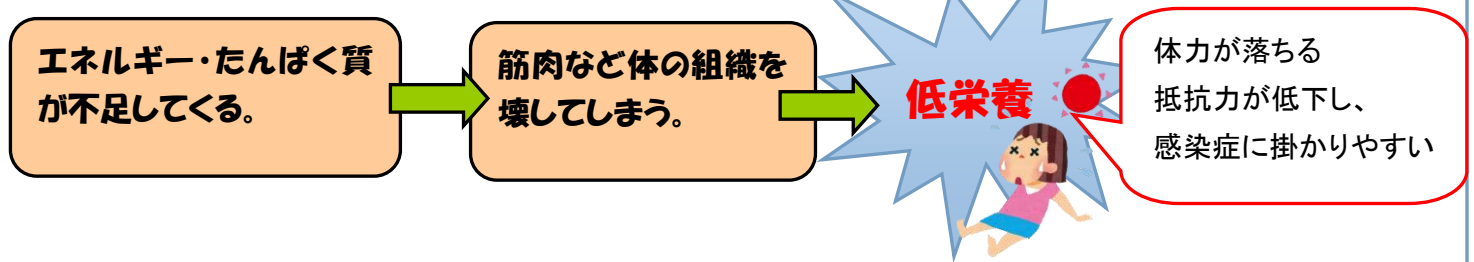 エネルギー・たんぱく質
が不足してくる。
筋肉など体の組織を
壊してしまう。
低栄養
体力が落ちる
抵抗力が低下し、
感染症に掛かりやすい